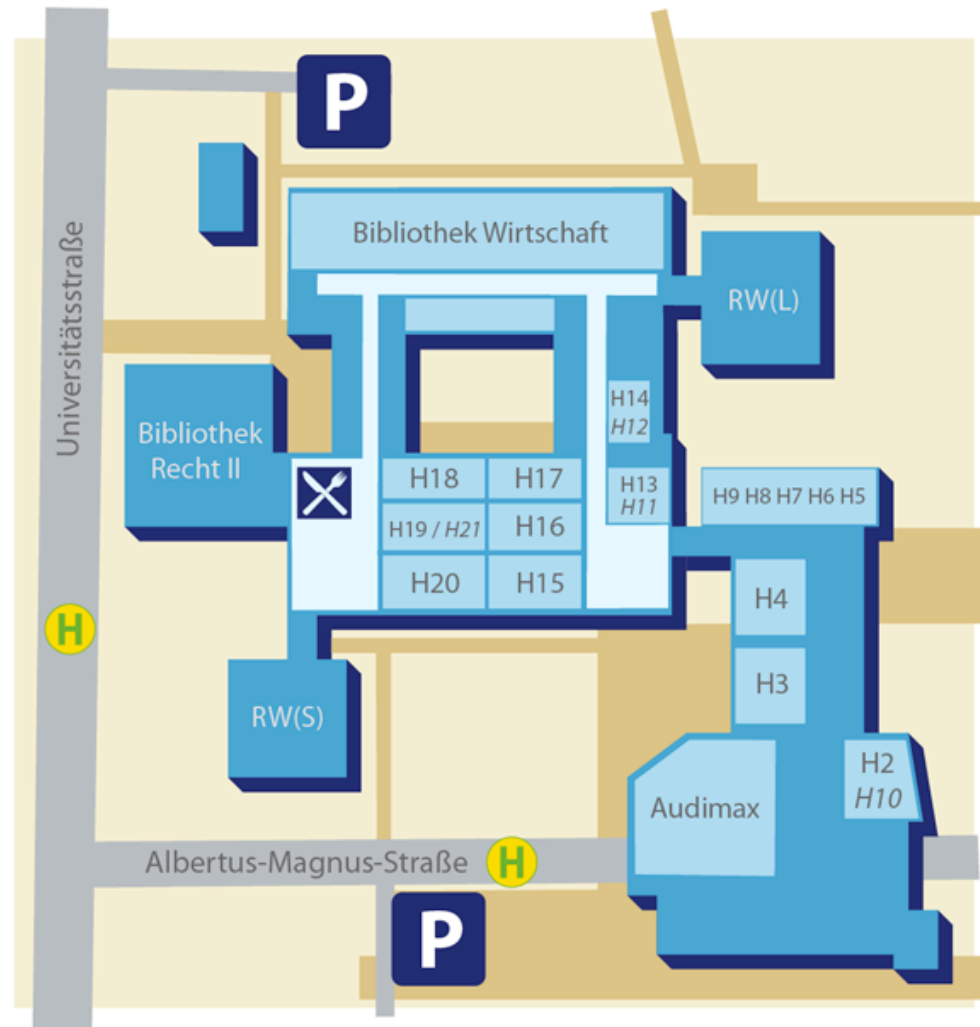 P
Universitätsstraße
Bibliothek Wirtschaft
RW(L)
H14
H12
Bibliothek
Recht II
H18
H17
H13
H11
H9 H8 H7 H6 H5
H19 / H21
H16
H20
H15
H4
H
H3
RW(S)
H2
H10
Audimax
Albertus-Magnus-Straße
H
P